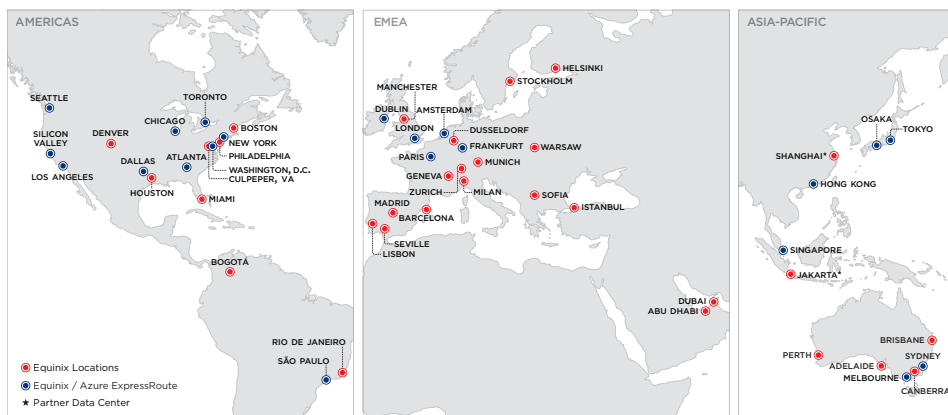 AMERICAS
SEATTLE
TORONTO
CHICAGO
BOSTON
SILICON
VALLEY
DENVER
NEW YORK
PHILADELPHIA
DALLAS
ATLANTA
WASHINGTON, D.C.
CULPEPER, VA
LOS ANGELES
HOUSTON
MIAMI
BOGOTÁ
RIO DE JANEIRO
SÃO PAULO
Equinix Locations
Equinix / Azure ExpressRoute
★ Partner Data Center
EMEA
HELSINKI
STOCKHOLM
MANCHESTER
DUBLIN
AMSTERDAM
LONDON
DUSSELDORF
FRANKFURT
WARSAW
PARIS
MUNICH
GENEVA
ZURICH
MILAN
SOFIA
MADRID
BARCELONA
ISTANBUL
SEVILLE
LISBON
DUBAI
ABU DHABI
ASIA-PACIFIC
OSAKA
TOKYO
SHANGHAI★
HONG KONG
SINGAPORE
JAKARTA★
BRISBANE
PERTH
SYDNEY
ADELAIDE
MELBOURNE
CANBERRA